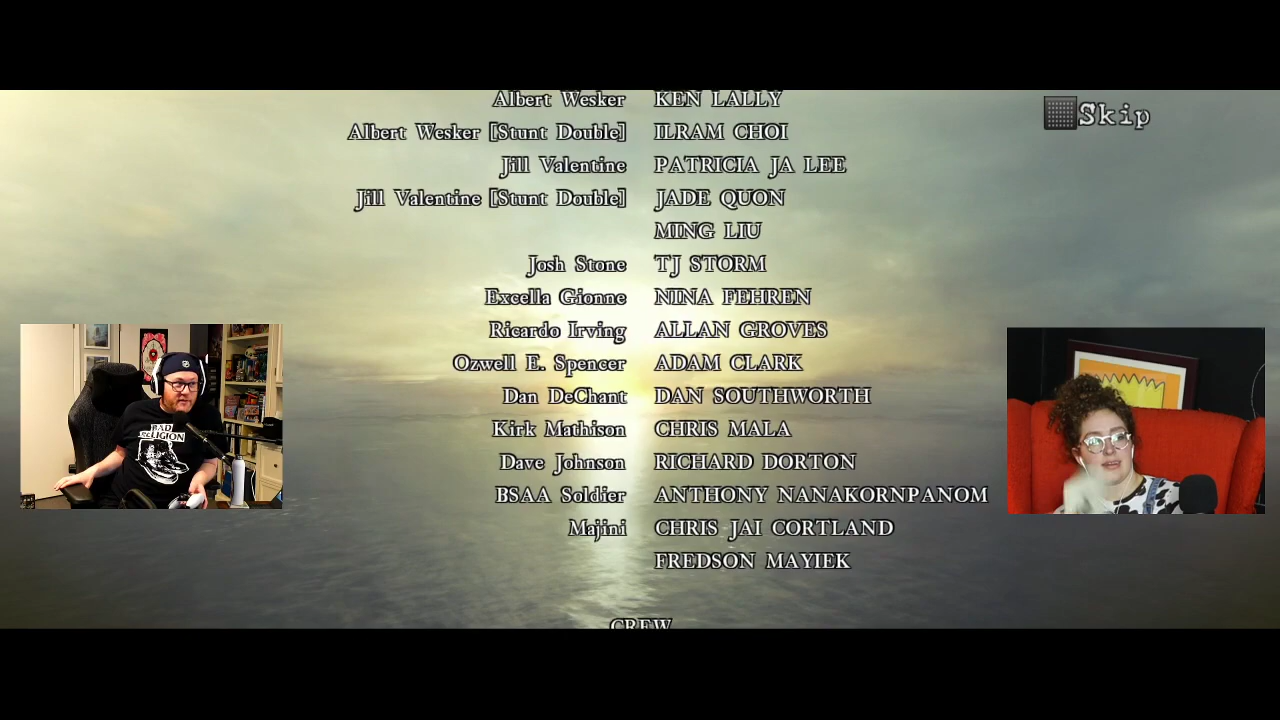 Albert Wesker KEN LALLY
Skip
Albert Wesker [Stunt Double] ILRAM CHOI
Jill Valentine PATRICIA JA LEE
Jill Valentine [Stunt Double] JADE QUON
MING LIU
Josh Stone TJ STORM
Excella Gionne NINA FEHREN
Ricardo Irving ALLAN GROVES
Ozwell E. Spencer ADAM CLARK
Dan DeChant DAN SOUTHWORTH
Kirk Mathison CHRIS MALA
Dave Johnson RICHARD DORTON
BSAA Soldier ANTHONY NANAKORNPANOM
Majini CHRIS JAI CORTLAND
FREDSON MAYIEK
CREW
BAD
RELIGION